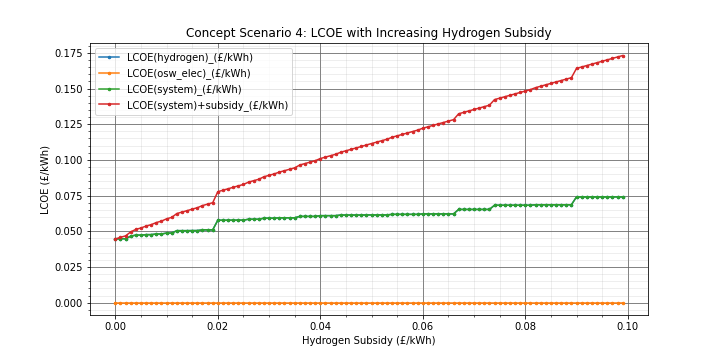 Concept Scenario 4: LCOE with Increasing Hydrogen Subsidy
LCOE(hydrogen)_(£/kWh)
LCOE(osw_elec)_(£/kWh)
LCOE(system)_(£/kWh)
LCOE(system)+subsidy_(£/kWh)
LCOE (£/kWh)
0.175
0.150
0.125
0.100
0.075
0.050
0.025
0.000
0.00 0.02 0.04 0.06 0.08 0.10
Hydrogen Subsidy (£/kWh)